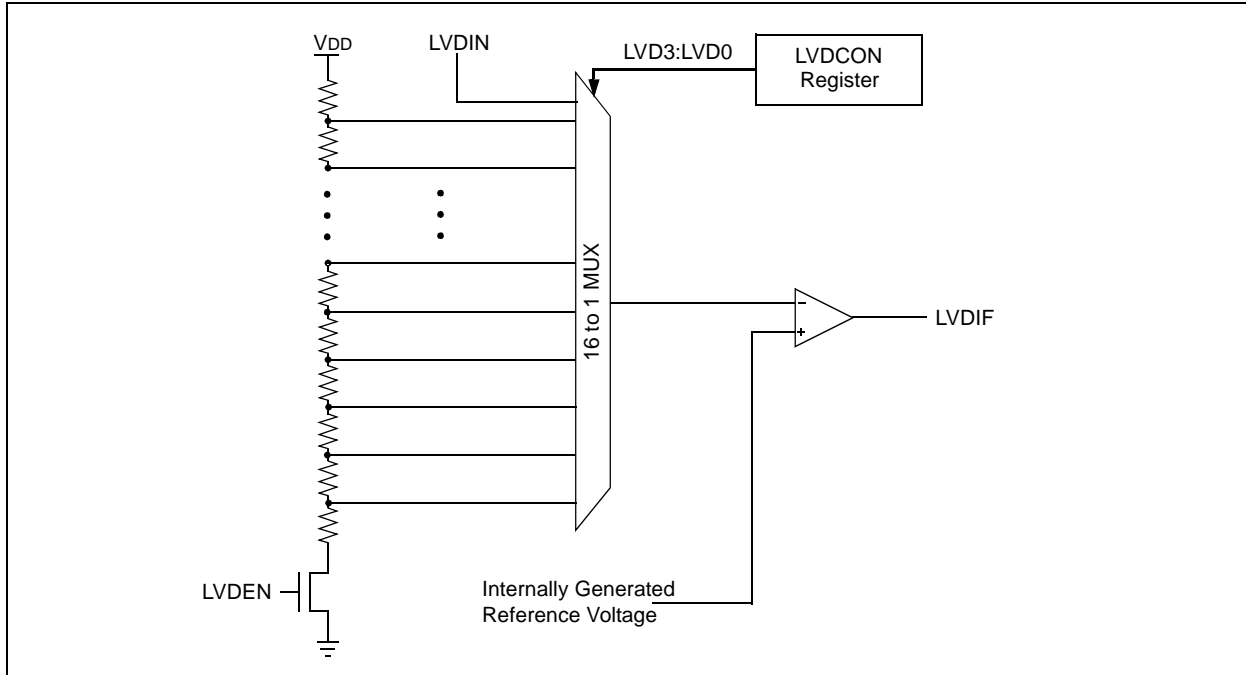 VDD
LVDIN
LVD3:LVD0
LVDCON
Register
16 to 1 MUX
–
+
LVDIF
LVDEN
Internally Generated
Reference Voltage